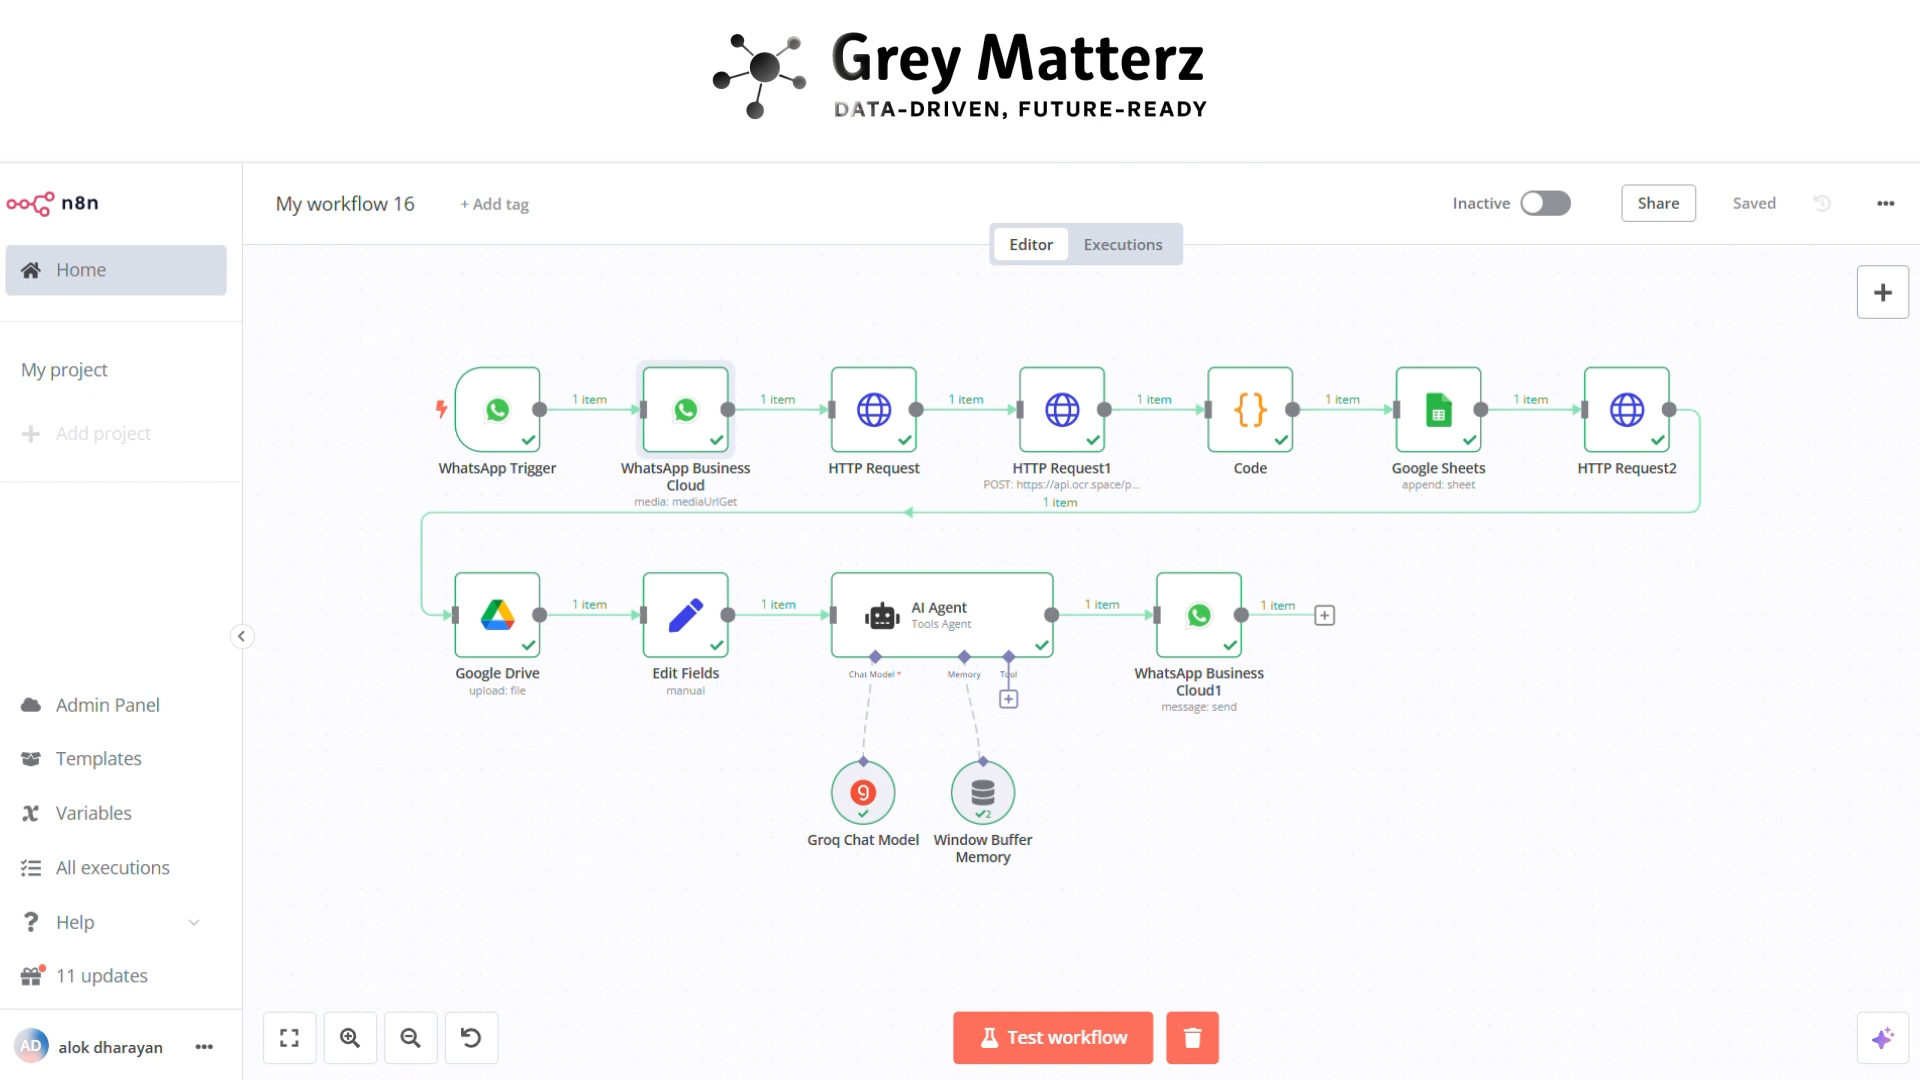 Grey Matterz
DATA-DRIVEN, FUTURE-READY
n8n
My workflow 16
+ Add tag
Inactive
Share
Saved
Editor
Executions
Home
My project
Add project
1 item
1 item
1 item
1 item
1 item
1 item
WhatsApp Trigger
WhatsApp Business
Cloud
media: mediaUrlGet
HTTP Request
HTTP Request1
POST: https://api.ocr.space/p...
Code
Google Sheets
append: sheet
HTTP Request2
1 item
1 item
1 item
AI Agent
Tools Agent
1 item
1 item
Google Drive
upload: file
Edit Fields
manual
Chat Model *
Memory
Tool
WhatsApp Business
Cloud1
message: send
9
2
Groq Chat Model
Window Buffer
Memory
Admin Panel
Templates
Variables
All executions
Help
11 updates
AD
alok dharayan
Test workflow